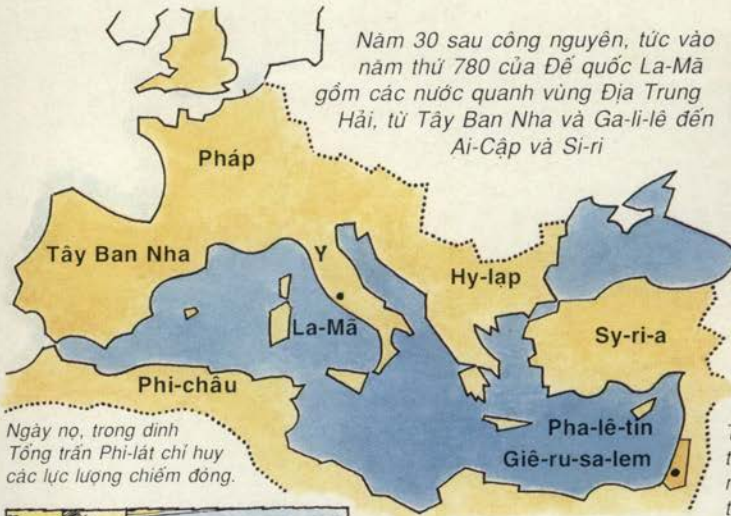 Năm 30 sau công nguyên, tức vào
năm thứ 780 của Đế quốc La-Mã
gồm các nước quanh vùng Địa Trung
Hải, từ Tây Ban Nha và Ga-li-lê đến
Ai-Cập và Si-ri
Pháp
Tây Ban Nha
Y
Hy-lạp
La-Mã
Sy-ri-a
Phi-châu
Pha-lê-tin
Giê-ru-sa-lem
Ngày nọ, trong dinh
Tổng trấn Phi-lát chỉ huy
các lực lượng chiếm đóng.